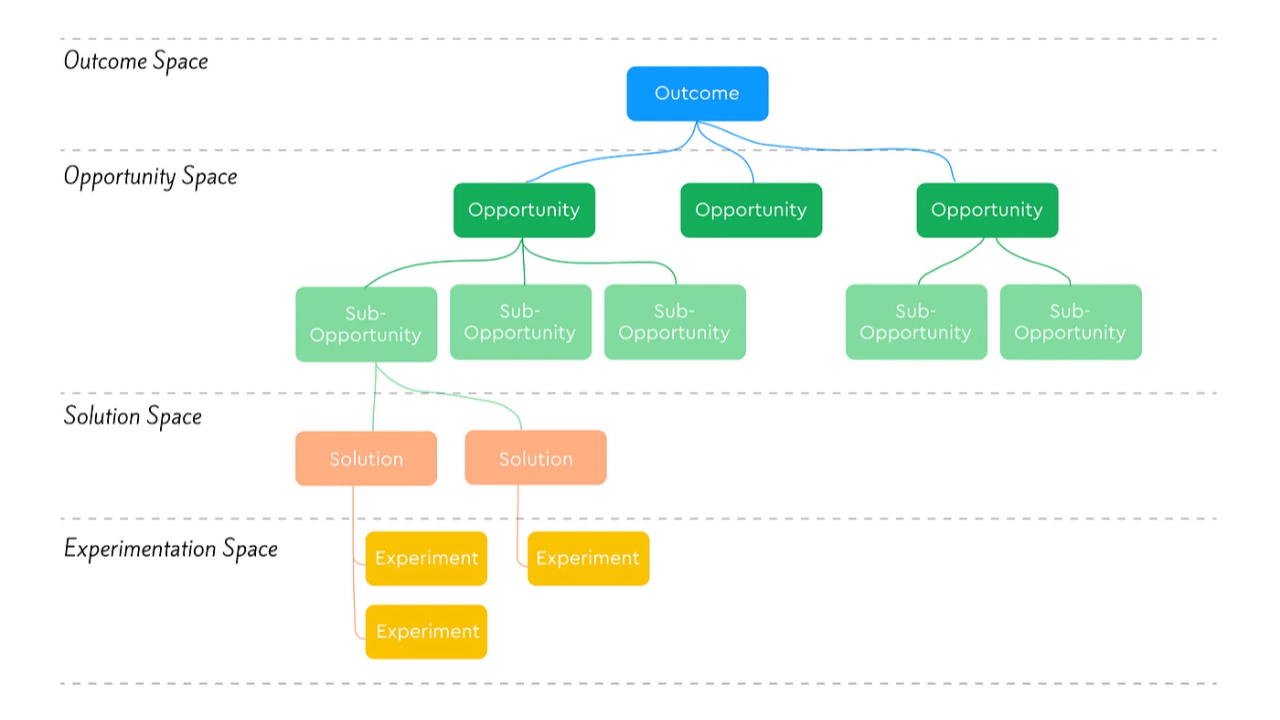 Outcome Space
Outcome
Opportunity Space
Opportunity
Opportunity
Opportunity
Sub-
Opportunity
Sub-
Opportunity
Sub-
Opportunity
Sub-
Opportunity
Sub-
Opportunity
Solution Space
Solution
Solution
Experimentation Space
Experiment
Experiment
Experiment